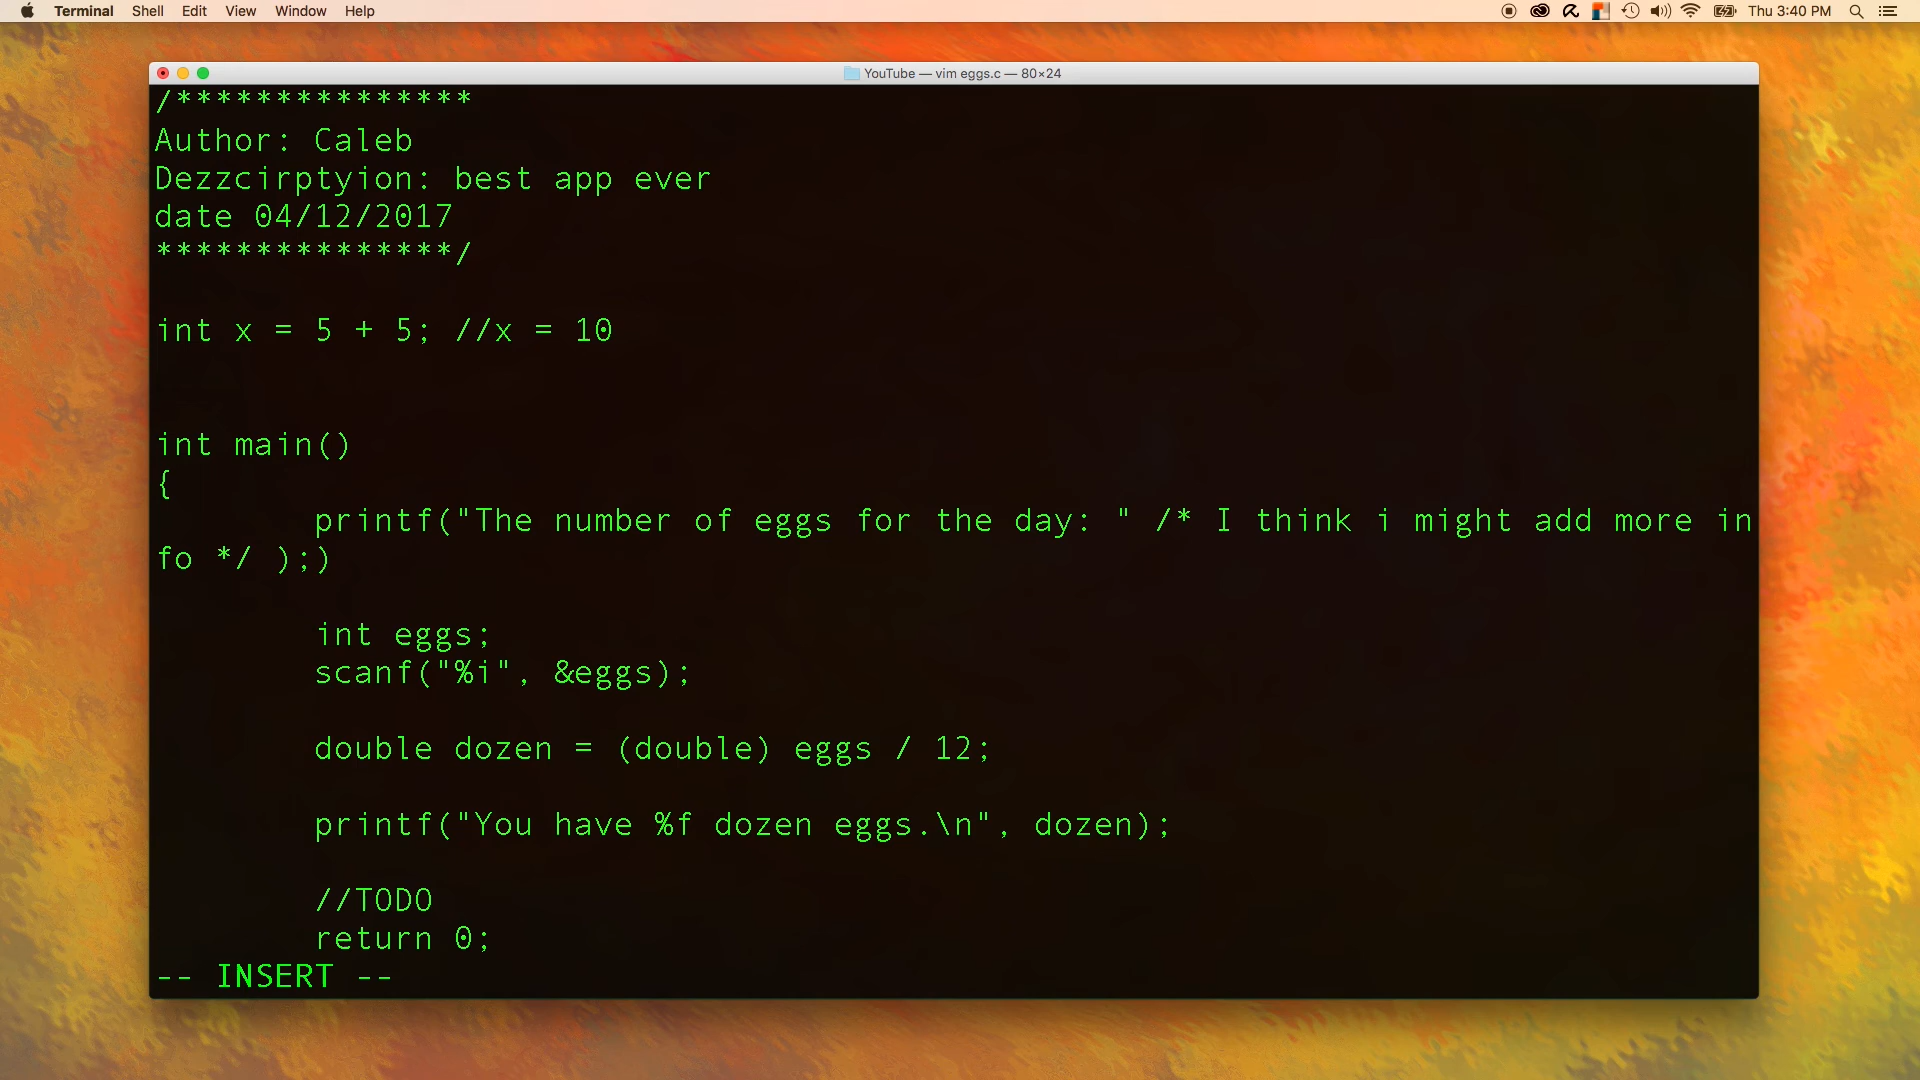 Terminal Shell Edit View Window Help Thu 3:40 PM
YouTube — vim eggs.c — 80×24
/***************
Author: Caleb
Dezzcirptyion: best app ever
date 04/12/2017
***************/
int x = 5 + 5; //x = 10
int main()
{
printf("The number of eggs for the day: " /* I think i might add more in
fo */ );)
int eggs;
scanf("%i", &eggs);
double dozen = (double) eggs / 12;
printf("You have %f dozen eggs.\n", dozen);
//TODO
return 0;
-- INSERT --